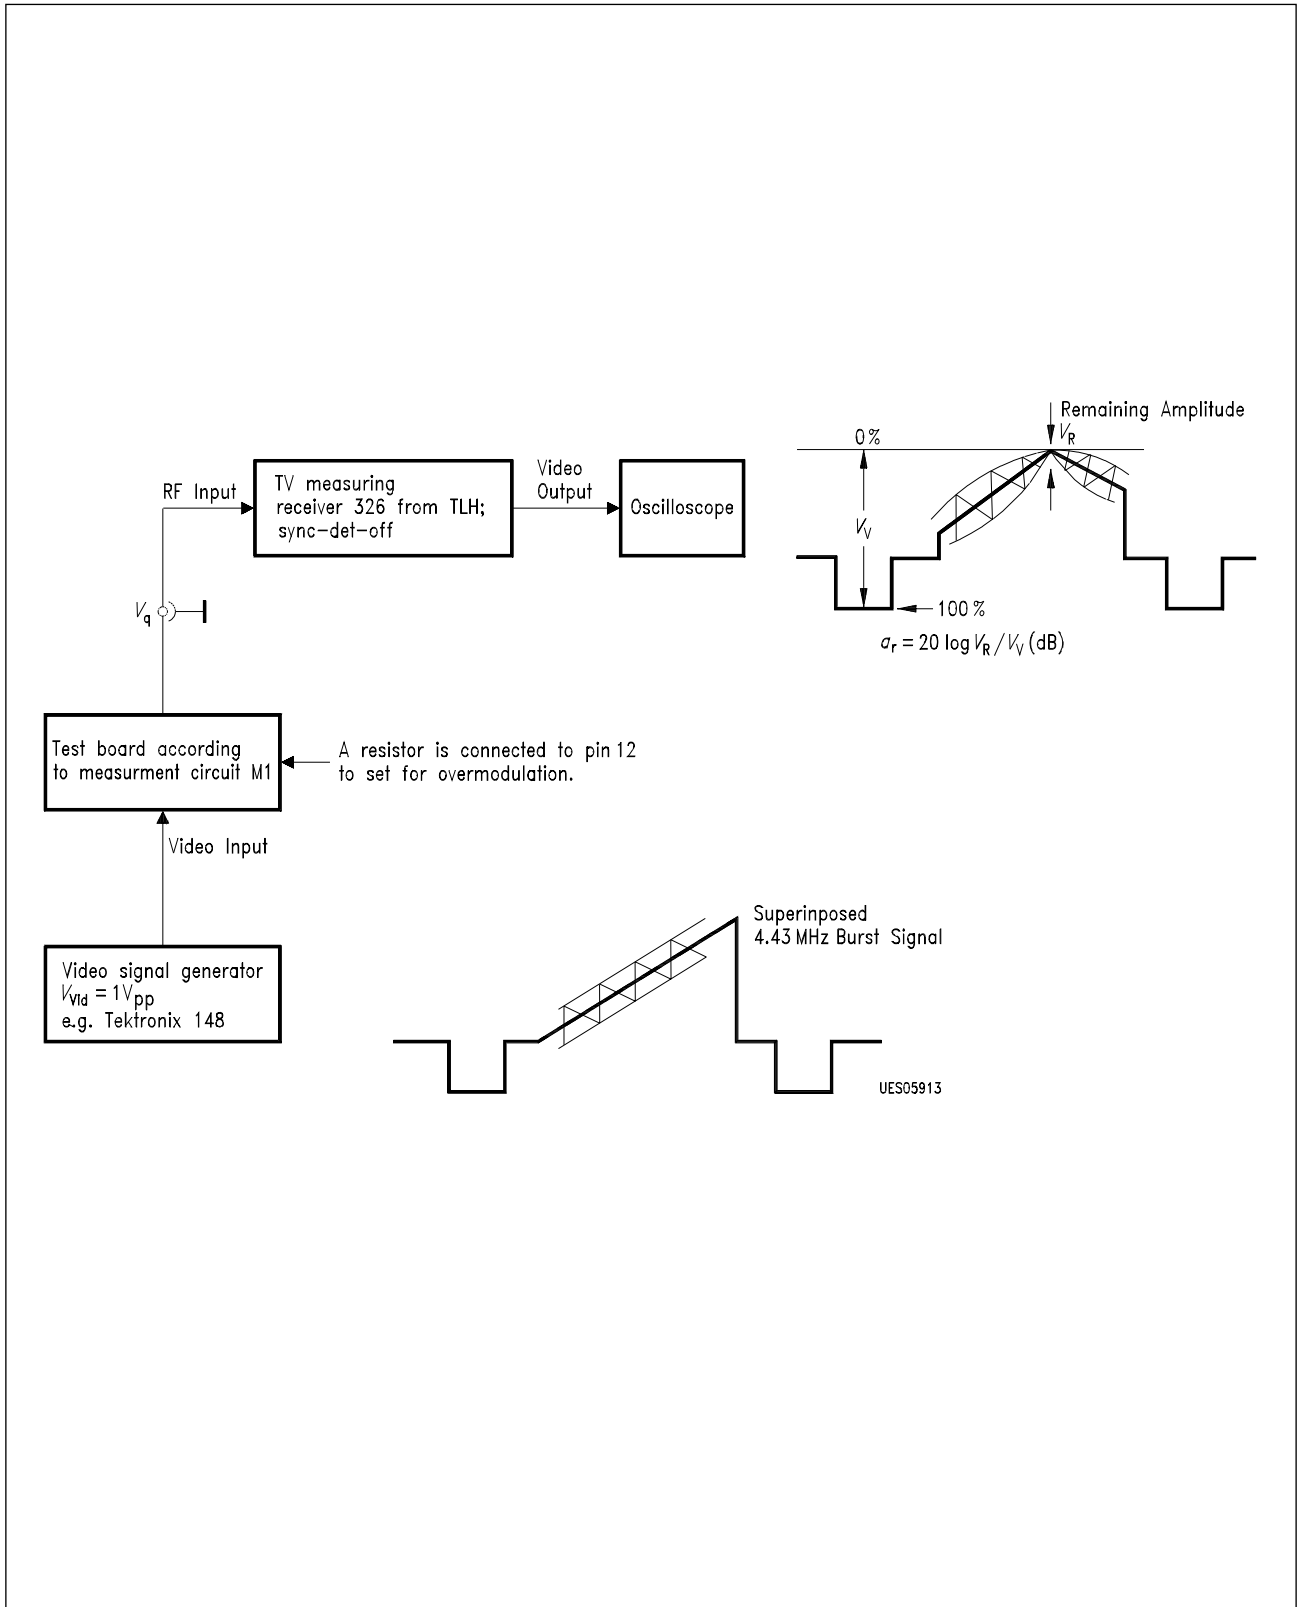 Remaining Amplitude
V_R
0%
Video
Output
RF Input
TV measuring
receiver 326 from TLH;
sync-det-off
Oscilloscope
V_V
100%
a_r = 20 log V_R / V_V (dB)
V_q
Test board according
to measurment circuit M1
A resistor is connected to pin 12
to set for overmodulation.
Video Input
Superinposed
4.43 MHz Burst Signal
Video signal generator
V_Vid = 1V_pp
e.g. Tektronix 148
UES05913